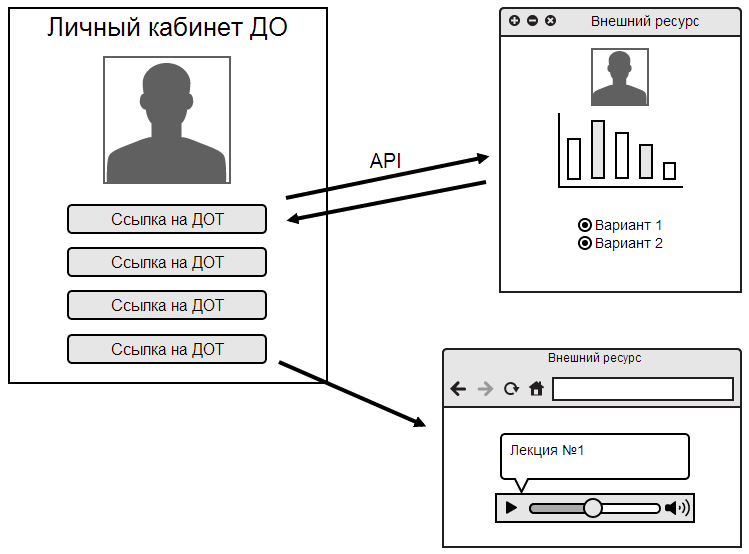 Личный кабинет ДО
Ссылка на ДОТ
Ссылка на ДОТ
Ссылка на ДОТ
Ссылка на ДОТ
API
Внешний ресурс
Вариант 1
Вариант 2
Внешний ресурс
Лекция №1